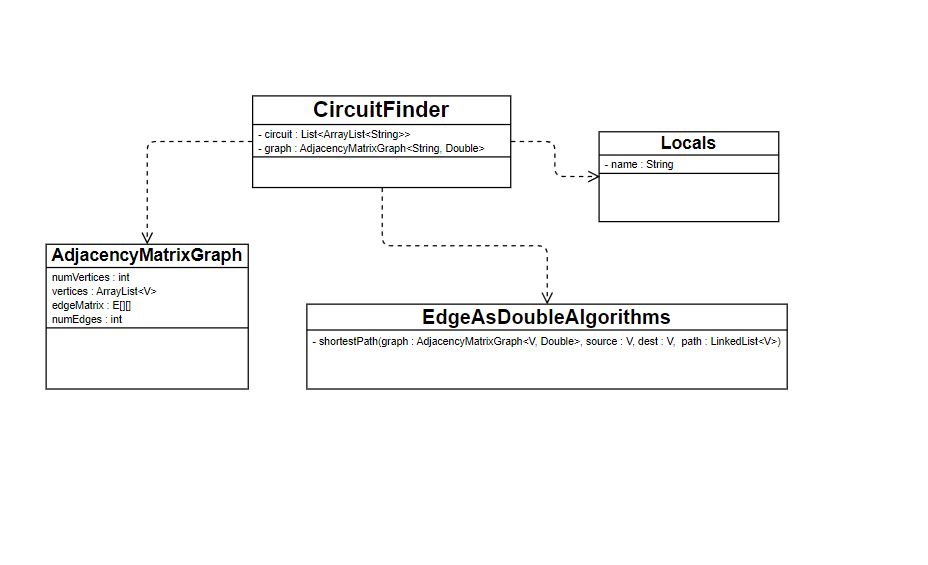 CircuitFinder
- circuit : List<ArrayList<String>>
- graph : AdjacencyMatrixGraph<String, Double>
Locals
- name : String
AdjacencyMatrixGraph
numVertices : int
vertices : ArrayList<V>
edgeMatrix : E[][]
numEdges : int
EdgeAsDoubleAlgorithms
- shortestPath(graph : AdjacencyMatrixGraph<V, Double>, source : V, dest : V,  path : LinkedList<V>)